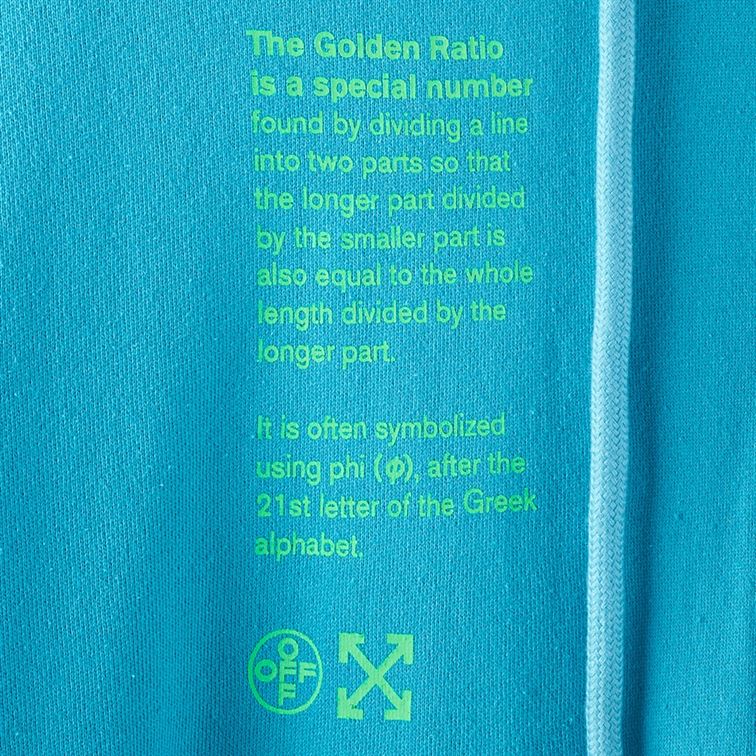 The Golden Ratio
is a special number
found by dividing a line
into two parts so that
the longer part divided
by the smaller part is
also equal to the whole
length divided by the
longer part.
It is often symbolized
using phi (φ), after the
21st letter of the Greek
alphabet.
OFF
OFF